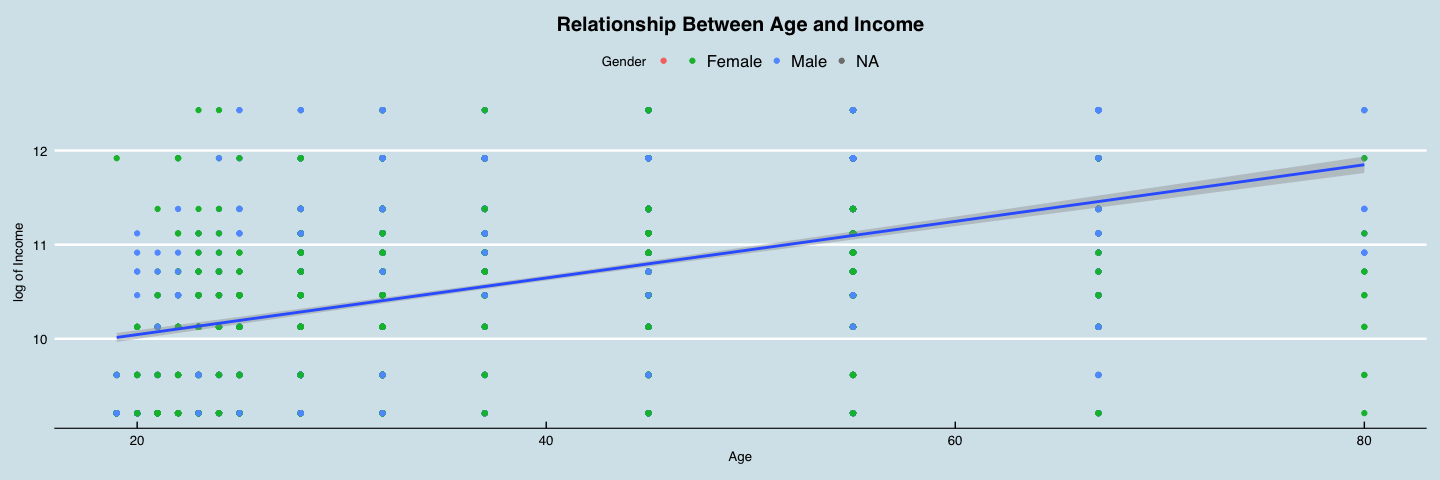 Relationship Between Age and Income
Gender Female Male NA
12
11
10
log of Income
20 40 60 80
Age